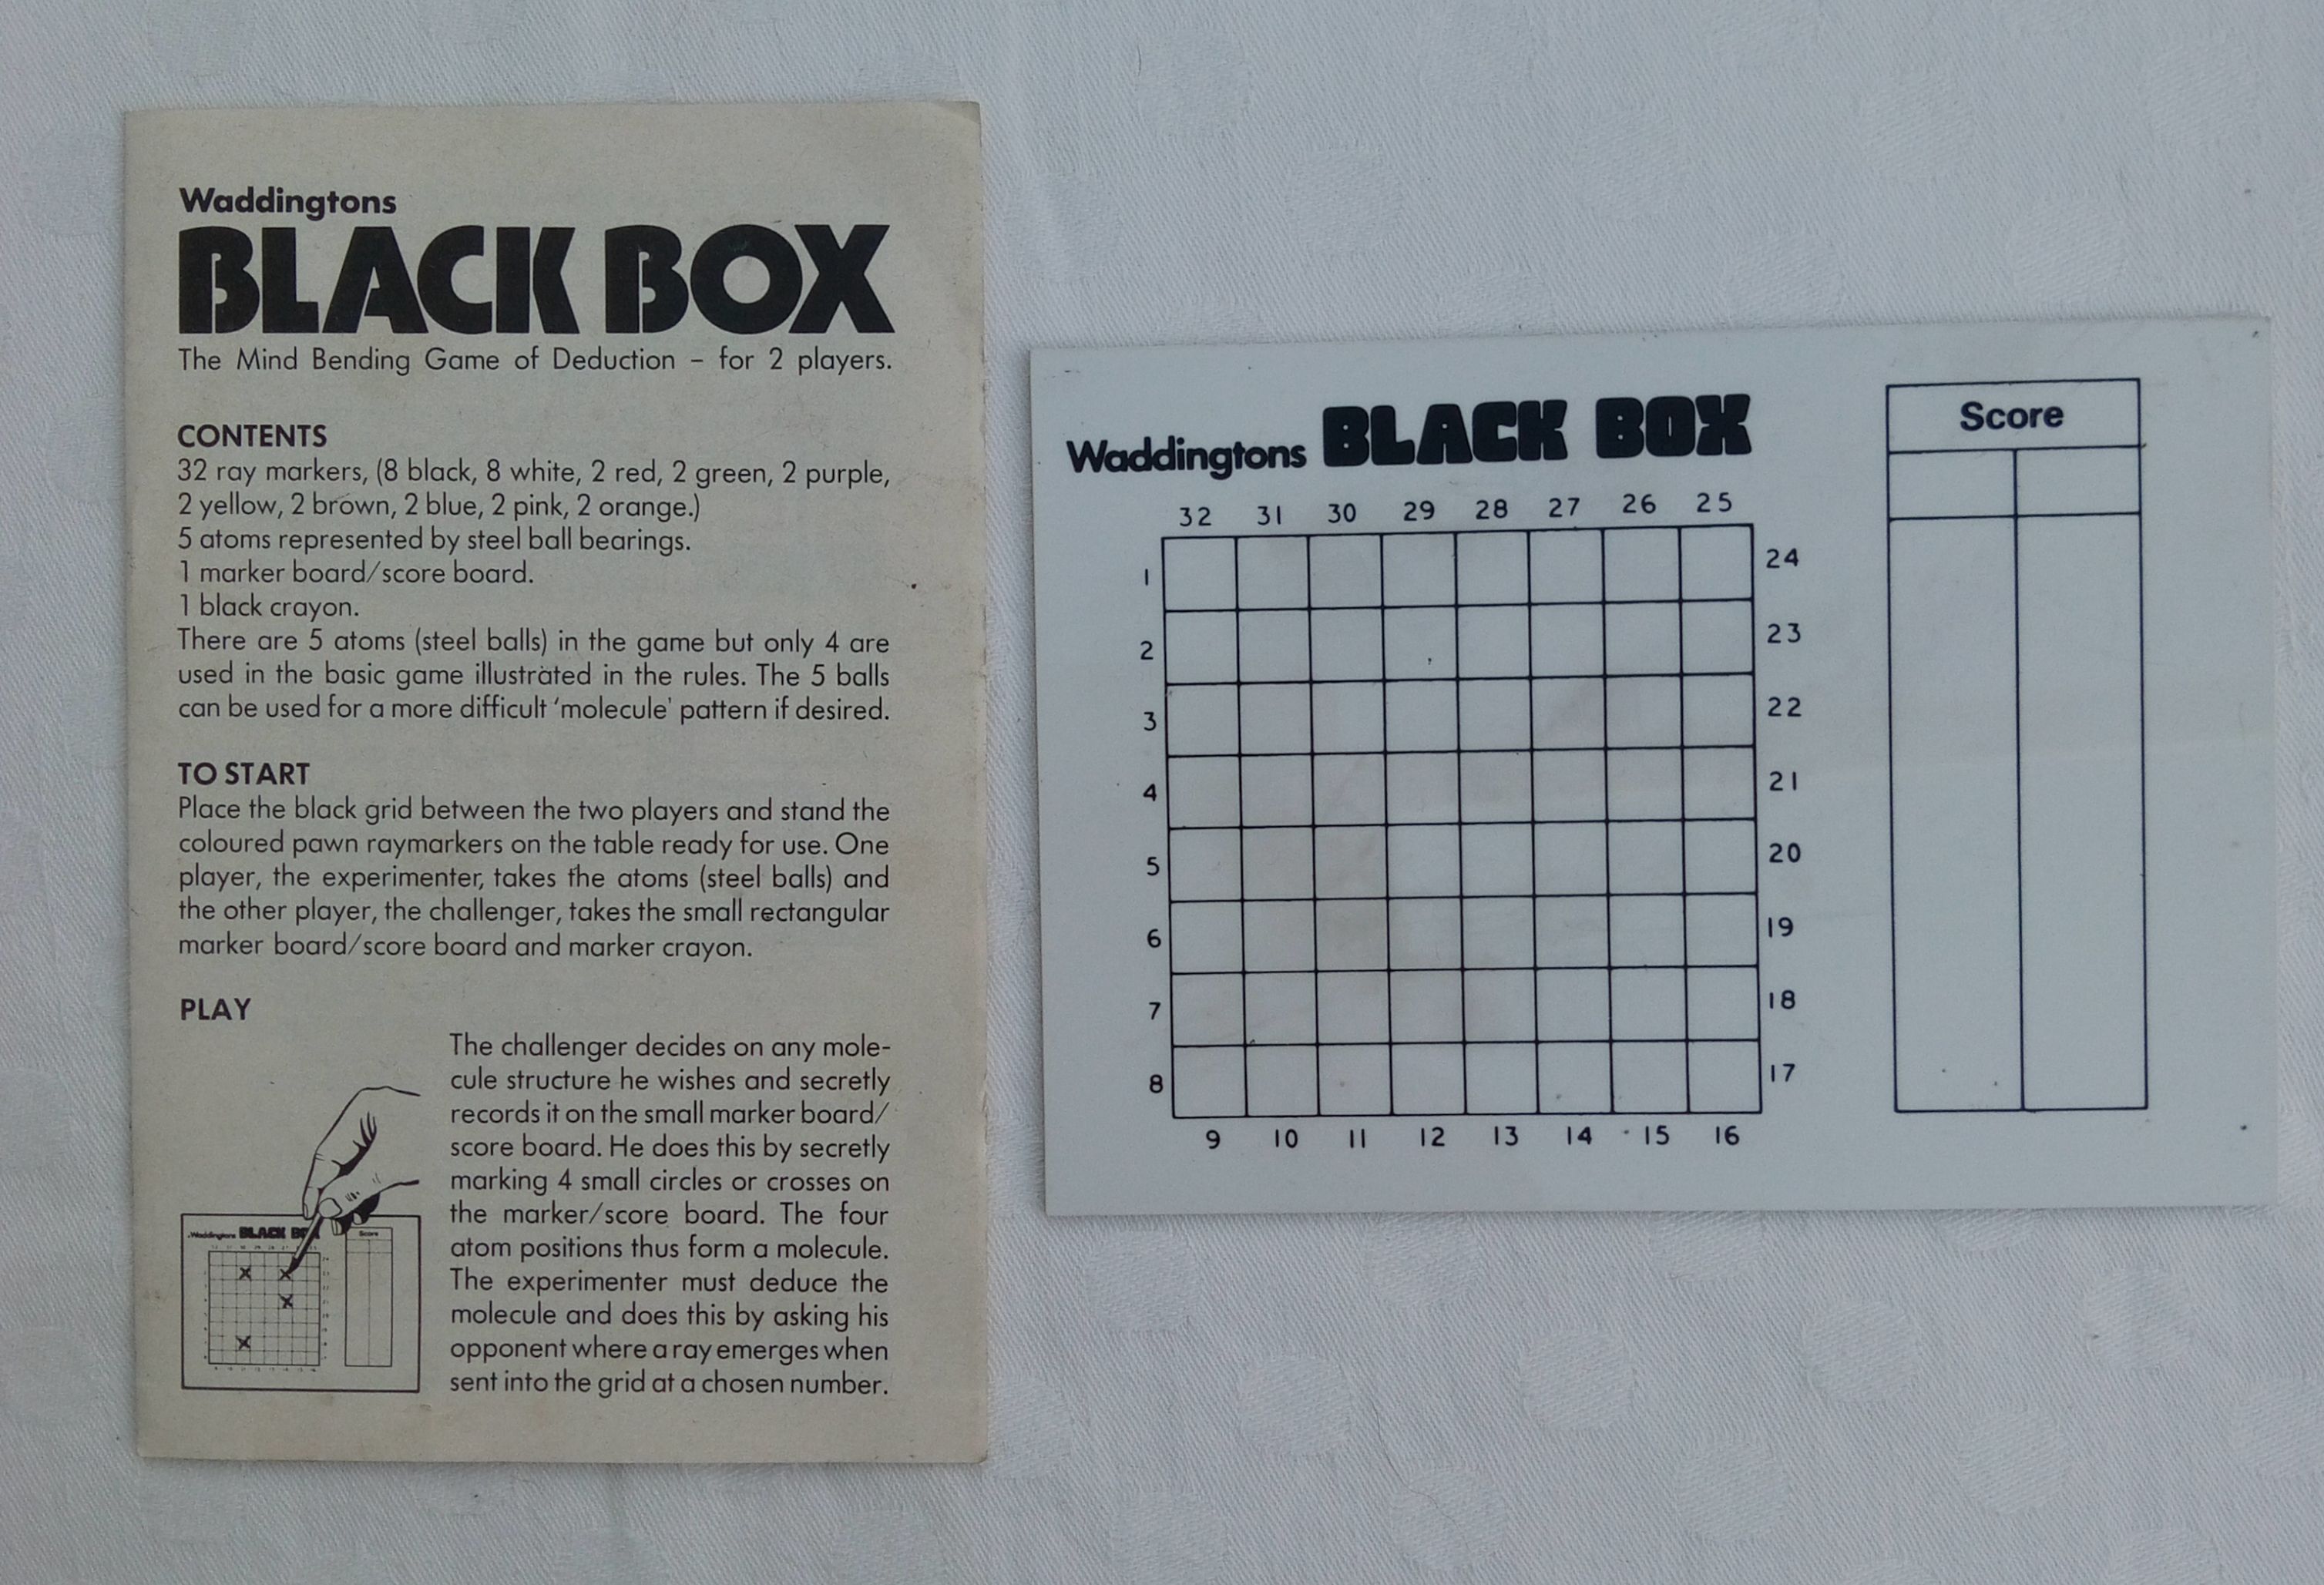 Waddingtons
BLACK BOX
The Mind Bending Game of Deduction – for 2 players.
CONTENTS
32 ray markers, (8 black, 8 white, 2 red, 2 green, 2 purple,
2 yellow, 2 brown, 2 blue, 2 pink, 2 orange.)
5 atoms represented by steel ball bearings.
1 marker board/score board.
1 black crayon.
There are 5 atoms (steel balls) in the game but only 4 are
used in the basic game illustrated in the rules. The 5 balls
can be used for a more difficult 'molecule' pattern if desired.
TO START
Place the black grid between the two players and stand the
coloured pawn raymarkers on the table ready for use. One
player, the experimenter, takes the atoms (steel balls) and
the other player, the challenger, takes the small rectangular
marker board/score board and marker crayon.
PLAY
The challenger decides on any mole-
cule structure he wishes and secretly
records it on the small marker board/
score board. He does this by secretly
marking 4 small circles or crosses on
the marker/score board. The four
atom positions thus form a molecule.
The experimenter must deduce the
molecule and does this by asking his
opponent where a ray emerges when
sent into the grid at a chosen number.
Waddingtons BLACK BOX
Score
Waddingtons BLACK BOX
Score
32 31 30 29 28 27 26 25
1 24
2 23
3 22
4 21
5 20
6 19
7 18
8 17
9 10 11 12 13 14 15 16